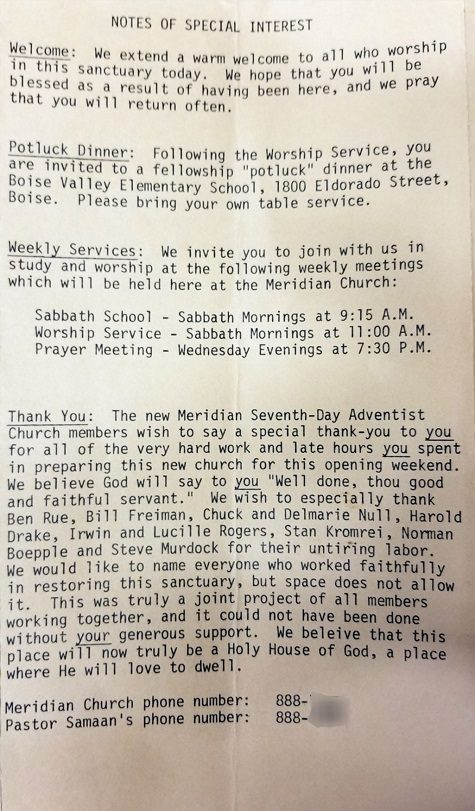 NOTES OF SPECIAL INTEREST
Welcome: We extend a warm welcome to all who worship
in this sanctuary today. We hope that you will be
blessed as a result of having been here, and we pray
that you will return often.
Potluck Dinner: Following the Worship Service, you
are invited to a fellowship "potluck" dinner at the
Boise Valley Elementary School, 1800 Eldorado Street,
Boise. Please bring your own table service.
Weekly Services: We invite you to join with us in
study and worship at the following weekly meetings
which will be held here at the Meridian Church:
Sabbath School - Sabbath Mornings at 9:15 A.M.
Worship Service - Sabbath Mornings at 11:00 A.M.
Prayer Meeting - Wednesday Evenings at 7:30 P.M.
Thank You: The new Meridian Seventh-Day Adventist
Church members wish to say a special thank-you to you
for all of the very hard work and late hours you spent
in preparing this new church for this opening weekend.
We believe God will say to you "Well done, thou good
and faithful servant." We wish to especially thank
Ben Rue, Bill Freiman, Chuck and Delmarie Null, Harold
Drake, Irwin and Lucille Rogers, Stan Kromrei, Norman
Boepple and Steve Murdock for their untiring labor.
We would like to name everyone who worked faithfully
in restoring this sanctuary, but space does not allow
it. This was truly a joint project of all members
working together, and it could not have been done
without your generous support. We beleive that this
place will now truly be a Holy House of God, a place
where He will love to dwell.
Meridian Church phone number: 888-
Pastor Samaan's phone number: 888-